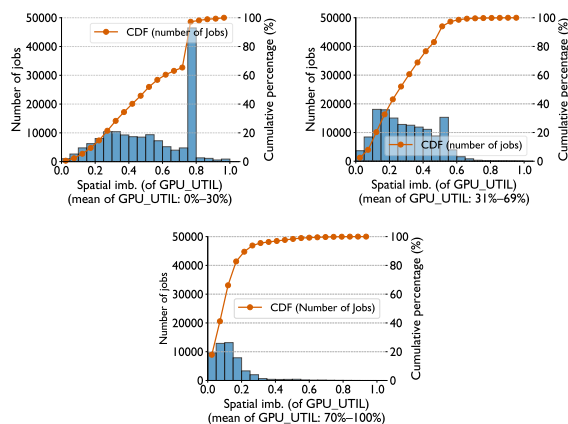 50000
40000
30000
20000
10000
0
Number of jobs
CDF (number of jobs)
100
80
60
40
20
0
Cumulative percentage (%)
0.0 0.2 0.4 0.6 0.8 1.0
Spatial imb. (of GPU_UTIL)
(mean of GPU_UTIL: 0%–30%)
50000
40000
30000
20000
10000
0
Number of jobs
CDF (number of jobs)
100
80
60
40
20
0
Cumulative percentage (%)
0.0 0.2 0.4 0.6 0.8 1.0
Spatial imb. (of GPU_UTIL)
(mean of GPU_UTIL: 31%–69%)
50000
40000
30000
20000
10000
0
Number of jobs
CDF (Number of Jobs)
100
80
60
40
20
0
Cumulative percentage (%)
0.0 0.2 0.4 0.6 0.8 1.0
Spatial imb. (of GPU_UTIL)
(mean of GPU_UTIL: 70%–100%)